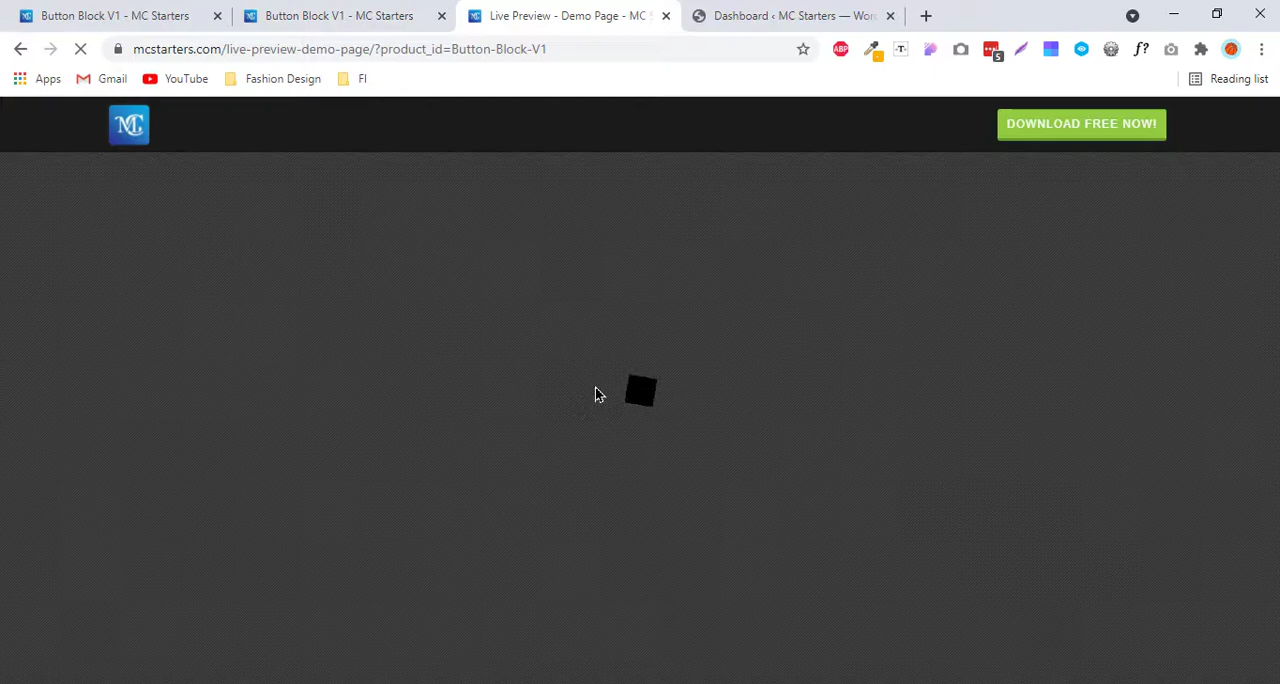 Button Block V1 - MC Starters
Button Block V1 - MC Starters
Live Preview - Demo Page - MC S
Dashboard ‹ MC Starters — Wor
mcstarters.com/live-preview-demo-page/?product_id=Button-Block-V1
ABP
-T-
5
f?
Apps
Gmail
YouTube
Fashion Design
FI
Reading list
MC
DOWNLOAD FREE NOW!